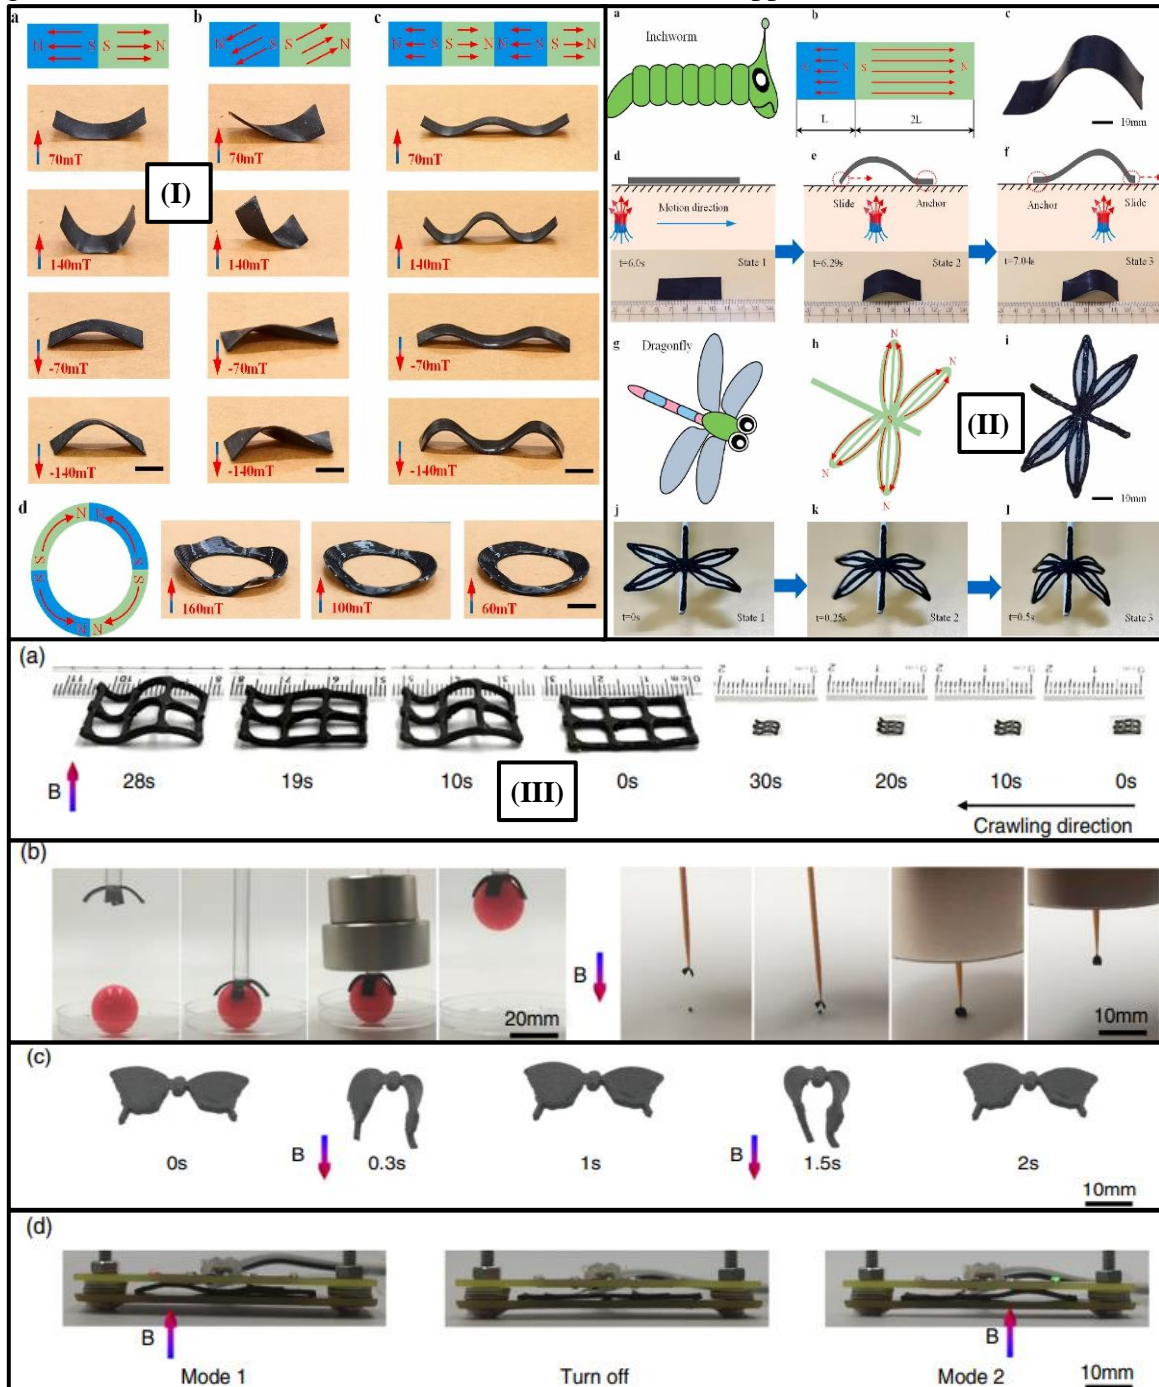 a
b
c
N S S N
N S S N
N S S N N S S N
70mT
70mT
70mT
(I)
140mT
140mT
140mT
-70mT
-70mT
-70mT
-140mT
-140mT
-140mT
d
N N
S S
S S
N N
160mT
100mT
60mT
a
Inchworm
b
S N S N
L
2L
c
10mm
d
Motion direction
t=6.0s
State 1
e
Slide
Anchor
t=6.29s
State 2
f
Anchor
Slide
t=7.04s
State 3
g
Dragonfly
h
N
N
S
N
N
(II)
i
10mm
j
t=0s
State 1
k
t=0.25s
State 2
l
t=0.5s
State 3
(a)
B
28s
19s
10s
0s
30s
20s
10s
0s
(III)
Crawling direction
(b)
20mm
B
10mm
(c)
0s
B
0.3s
1s
B
1.5s
2s
10mm
(d)
B
B
Mode 1
Turn off
Mode 2
10mm